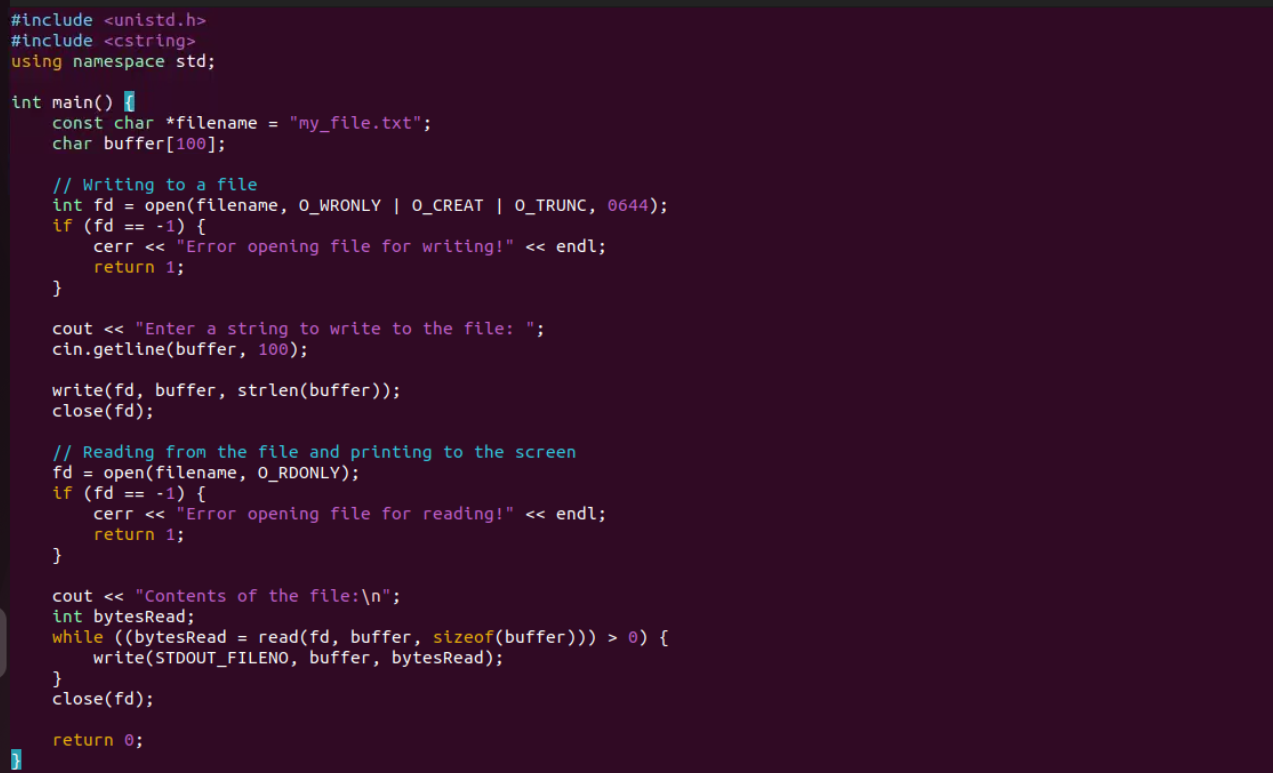 #include <unistd.h>
#include <cstring>
using namespace std;
int main() {
    const char *filename = "my_file.txt";
    char buffer[100];
    // Writing to a file
    int fd = open(filename, O_WRONLY | O_CREAT | O_TRUNC, 0644);
    if (fd == -1) {
        cerr << "Error opening file for writing!" << endl;
        return 1;
    }
    cout << "Enter a string to write to the file: ";
    cin.getline(buffer, 100);
    write(fd, buffer, strlen(buffer));
    close(fd);
    // Reading from the file and printing to the screen
    fd = open(filename, O_RDONLY);
    if (fd == -1) {
        cerr << "Error opening file for reading!" << endl;
        return 1;
    }
    cout << "Contents of the file:\n";
    int bytesRead;
    while ((bytesRead = read(fd, buffer, sizeof(buffer))) > 0) {
        write(STDOUT_FILENO, buffer, bytesRead);
    }
    close(fd);
    return 0;
}